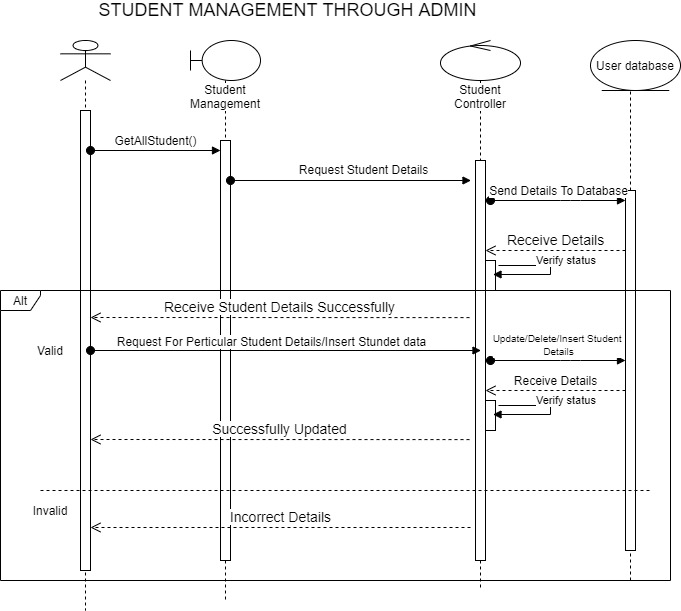 STUDENT MANAGEMENT THROUGH ADMIN
User database
Student
Management
Student
Controller
GetAllStudent()
Request Student Details
Send Details To Database
Receive Details
Verify status
Alt
Receive Student Details Successfully
Valid
Request For Perticular Student Details/Insert Stundet data
Update/Delete/Insert Student
Details
Receive Details
Verify status
Successfully Updated
Invalid
Incorrect Details